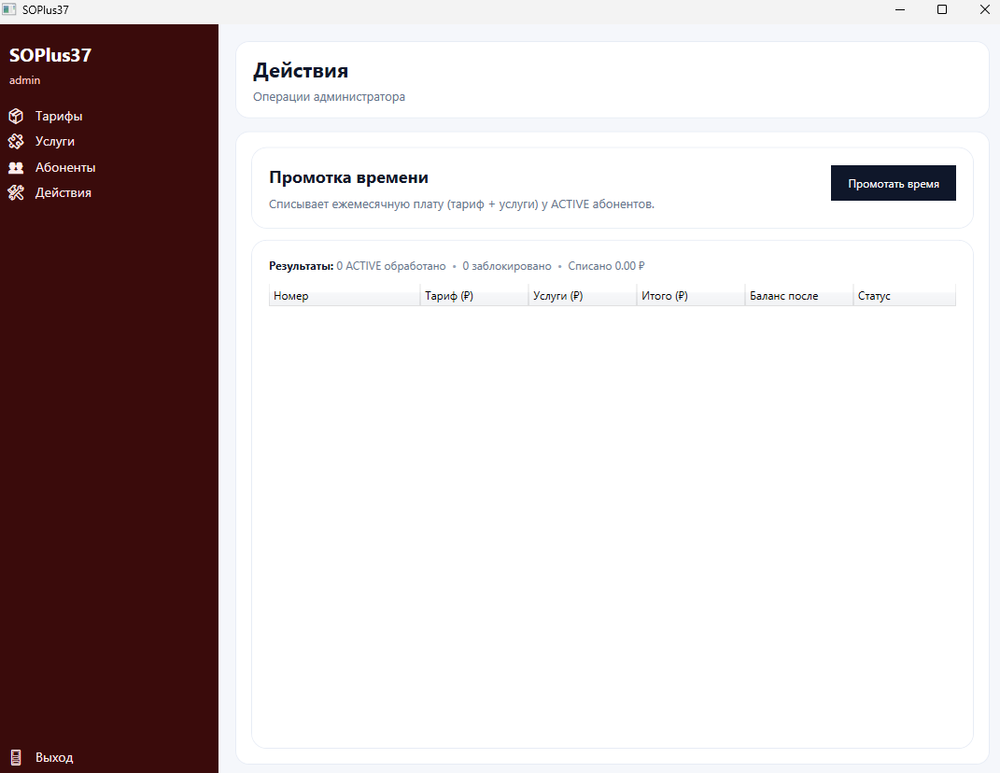 SOPlus37
SOPlus37
admin
Тарифы
Услуги
Абоненты
Действия
Выход
Действия
Операции администратора
Промотка времени
Списывает ежемесячную плату (тариф + услуги) у ACTIVE абонентов.
Промотать время
Результаты: 0 ACTIVE обработано • 0 заблокировано • Списано 0.00 ₽
Номер Тариф (₽) Услуги (₽) Итого (₽) Баланс после Статус